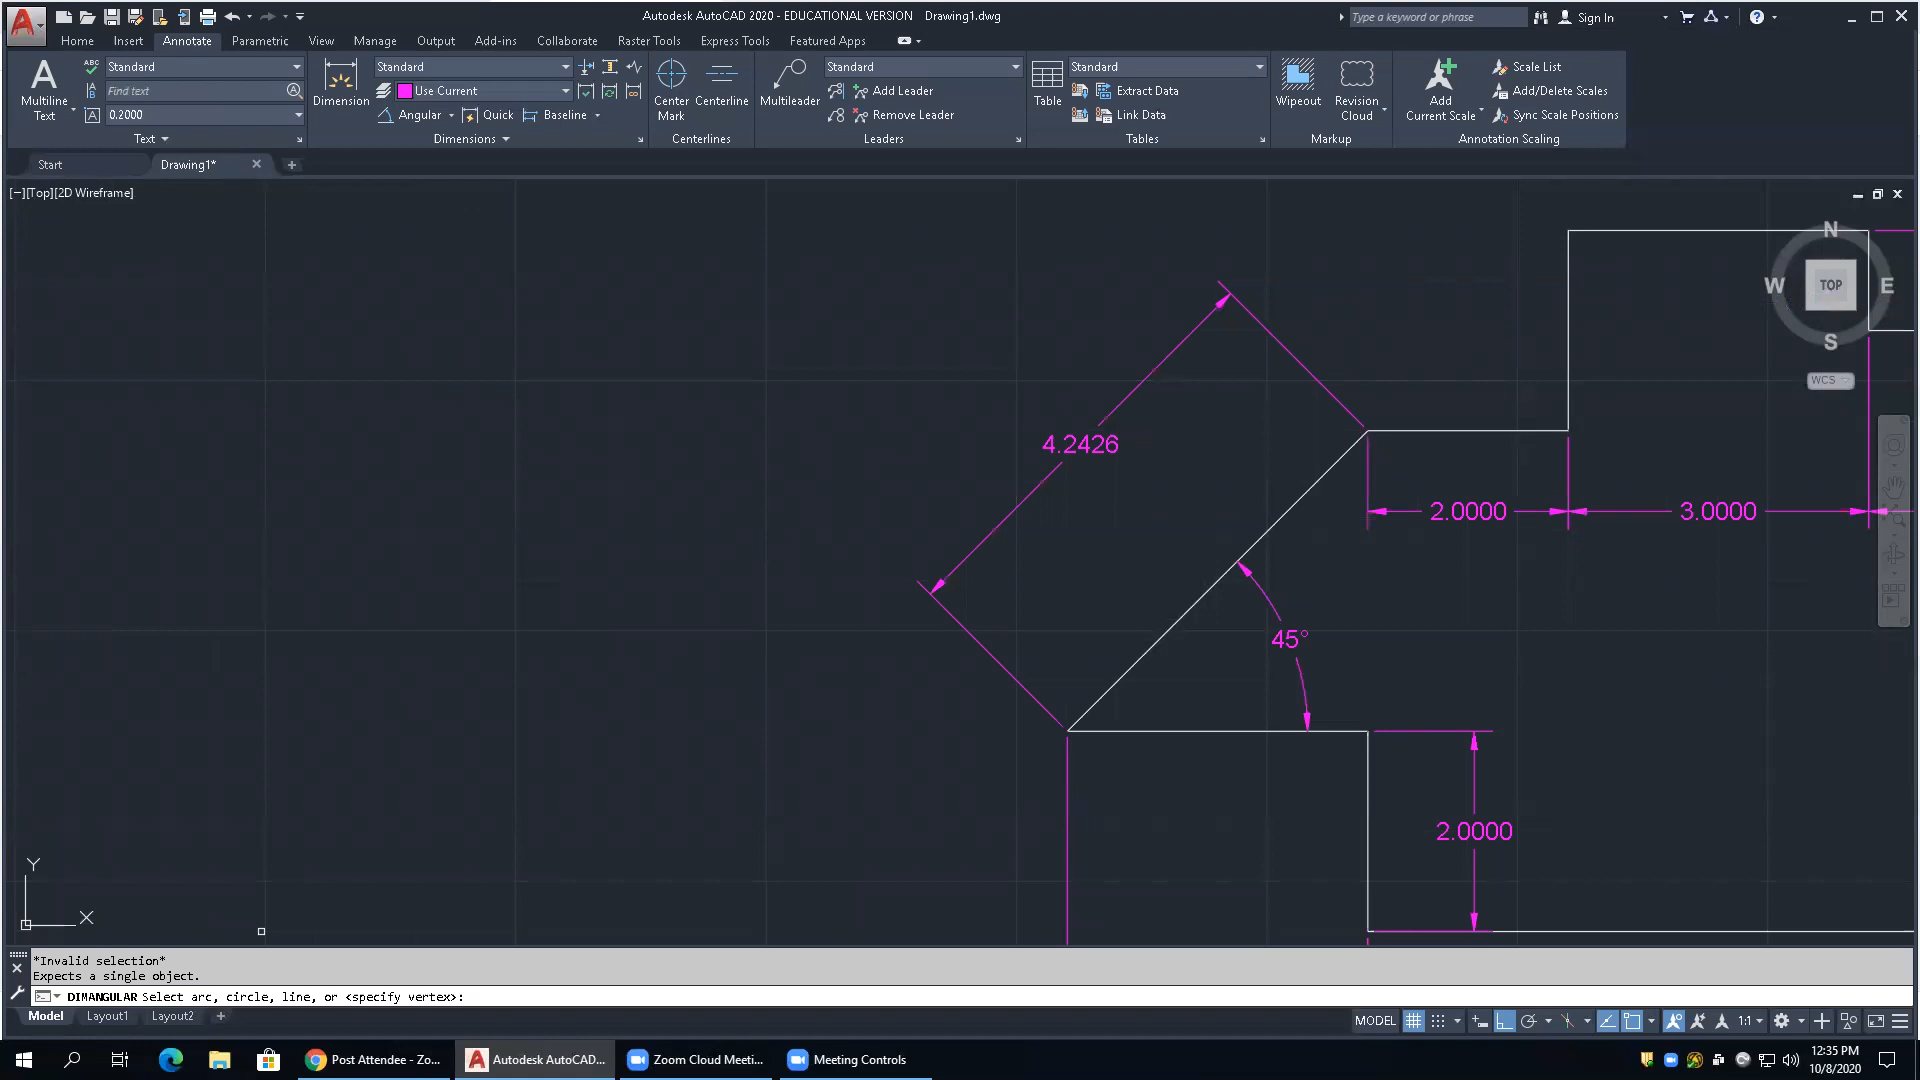 Autodesk AutoCAD 2020 - EDUCATIONAL VERSION Drawing1.dwg
Type a keyword or phrase
Sign In
Home Insert Annotate Parametric View Manage Output Add-ins Collaborate Raster Tools Express Tools Featured Apps
Multiline Text
ABC Standard
Find text
0.2000
Text
Dimension
Standard
Use Current
Angular Quick Baseline
Dimensions
Center Mark
Centerline
Centerlines
Multileader
Standard
Add Leader
Remove Leader
Leaders
Table
Standard
Extract Data
Link Data
Tables
Wipeout
Revision Cloud
Markup
Add Current Scale
Scale List
Add/Delete Scales
Sync Scale Positions
Annotation Scaling
Start Drawing1*
[−][Top][2D Wireframe]
N
W TOP E
S
WCS
4.2426
2.0000 3.0000
45°
2.0000
Y
X
*Invalid selection*
Expects a single object.
DIMANGULAR Select arc, circle, line, or <specify vertex>:
Model Layout1 Layout2 +
MODEL 1:1
Post Attendee - Zo... Autodesk AutoCAD... Zoom Cloud Meeti... Meeting Controls
12:35 PM
10/8/2020